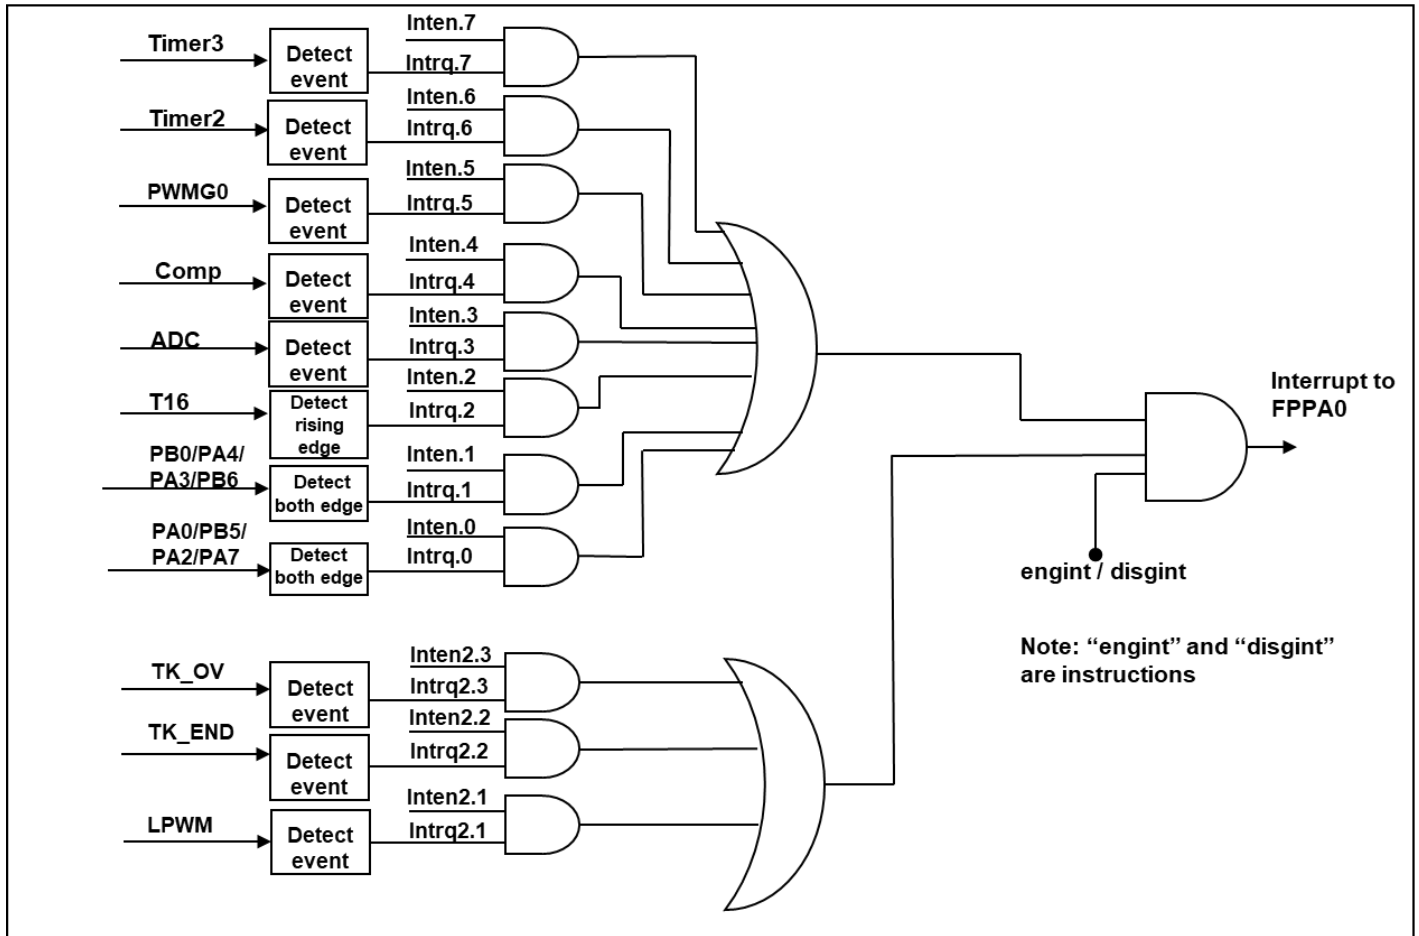 Timer3
Detect
event
Inten.7
Intrq.7
Timer2
Detect
event
Inten.6
Intrq.6
PWMG0
Detect
event
Inten.5
Intrq.5
Comp
Detect
event
Inten.4
Intrq.4
ADC
Detect
event
Inten.3
Intrq.3
T16
Detect
rising
edge
Inten.2
Intrq.2
PB0/PA4/
PA3/PB6
Detect
both edge
Inten.1
Intrq.1
PA0/PB5/
PA2/PA7
Detect
both edge
Inten.0
Intrq.0
Interrupt to
FPPA0
engint / disgint
Note: “engint” and “disgint”
are instructions
TK_OV
Detect
event
Inten2.3
Intrq2.3
TK_END
Detect
event
Inten2.2
Intrq2.2
LPWM
Detect
event
Inten2.1
Intrq2.1